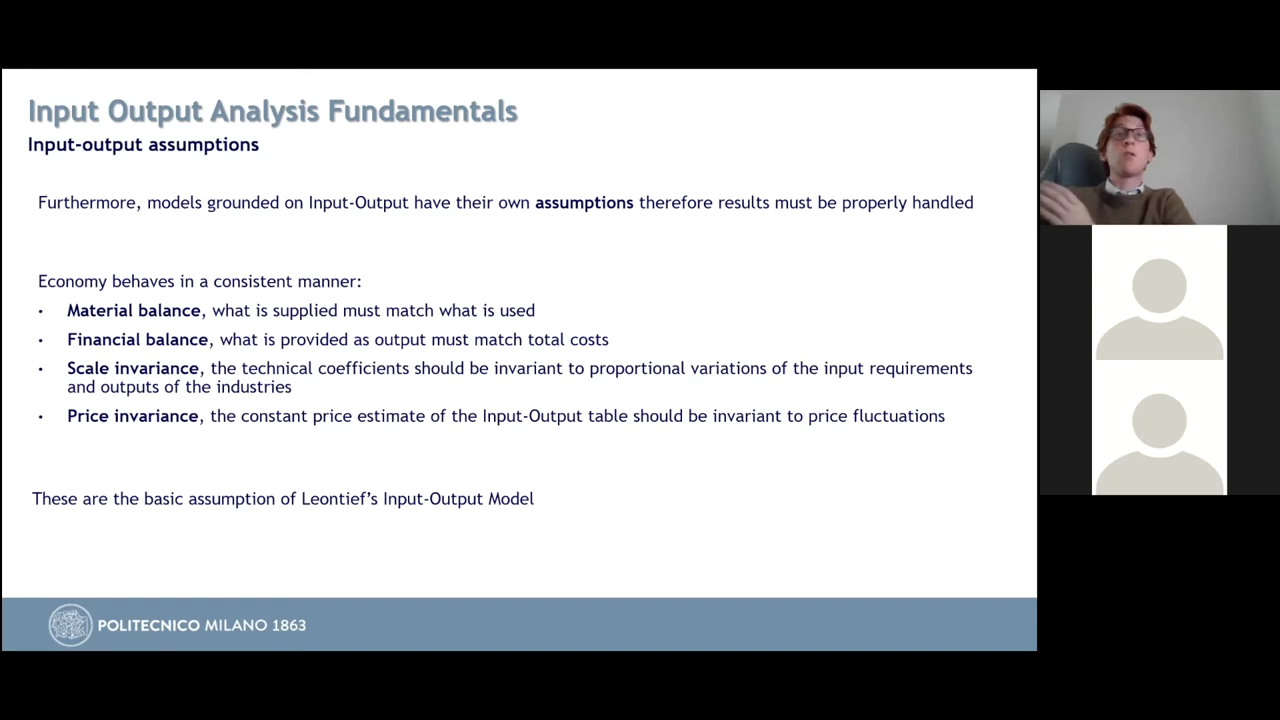 Input Output Analysis Fundamentals
Input-output assumptions
Furthermore, models grounded on Input-Output have their own assumptions therefore results must be properly handled
Economy behaves in a consistent manner:
• Material balance, what is supplied must match what is used
• Financial balance, what is provided as output must match total costs
• Scale invariance, the technical coefficients should be invariant to proportional variations of the input requirements
and outputs of the industries
• Price invariance, the constant price estimate of the Input-Output table should be invariant to price fluctuations
These are the basic assumption of Leontief's Input-Output Model
POLITECNICO MILANO 1863